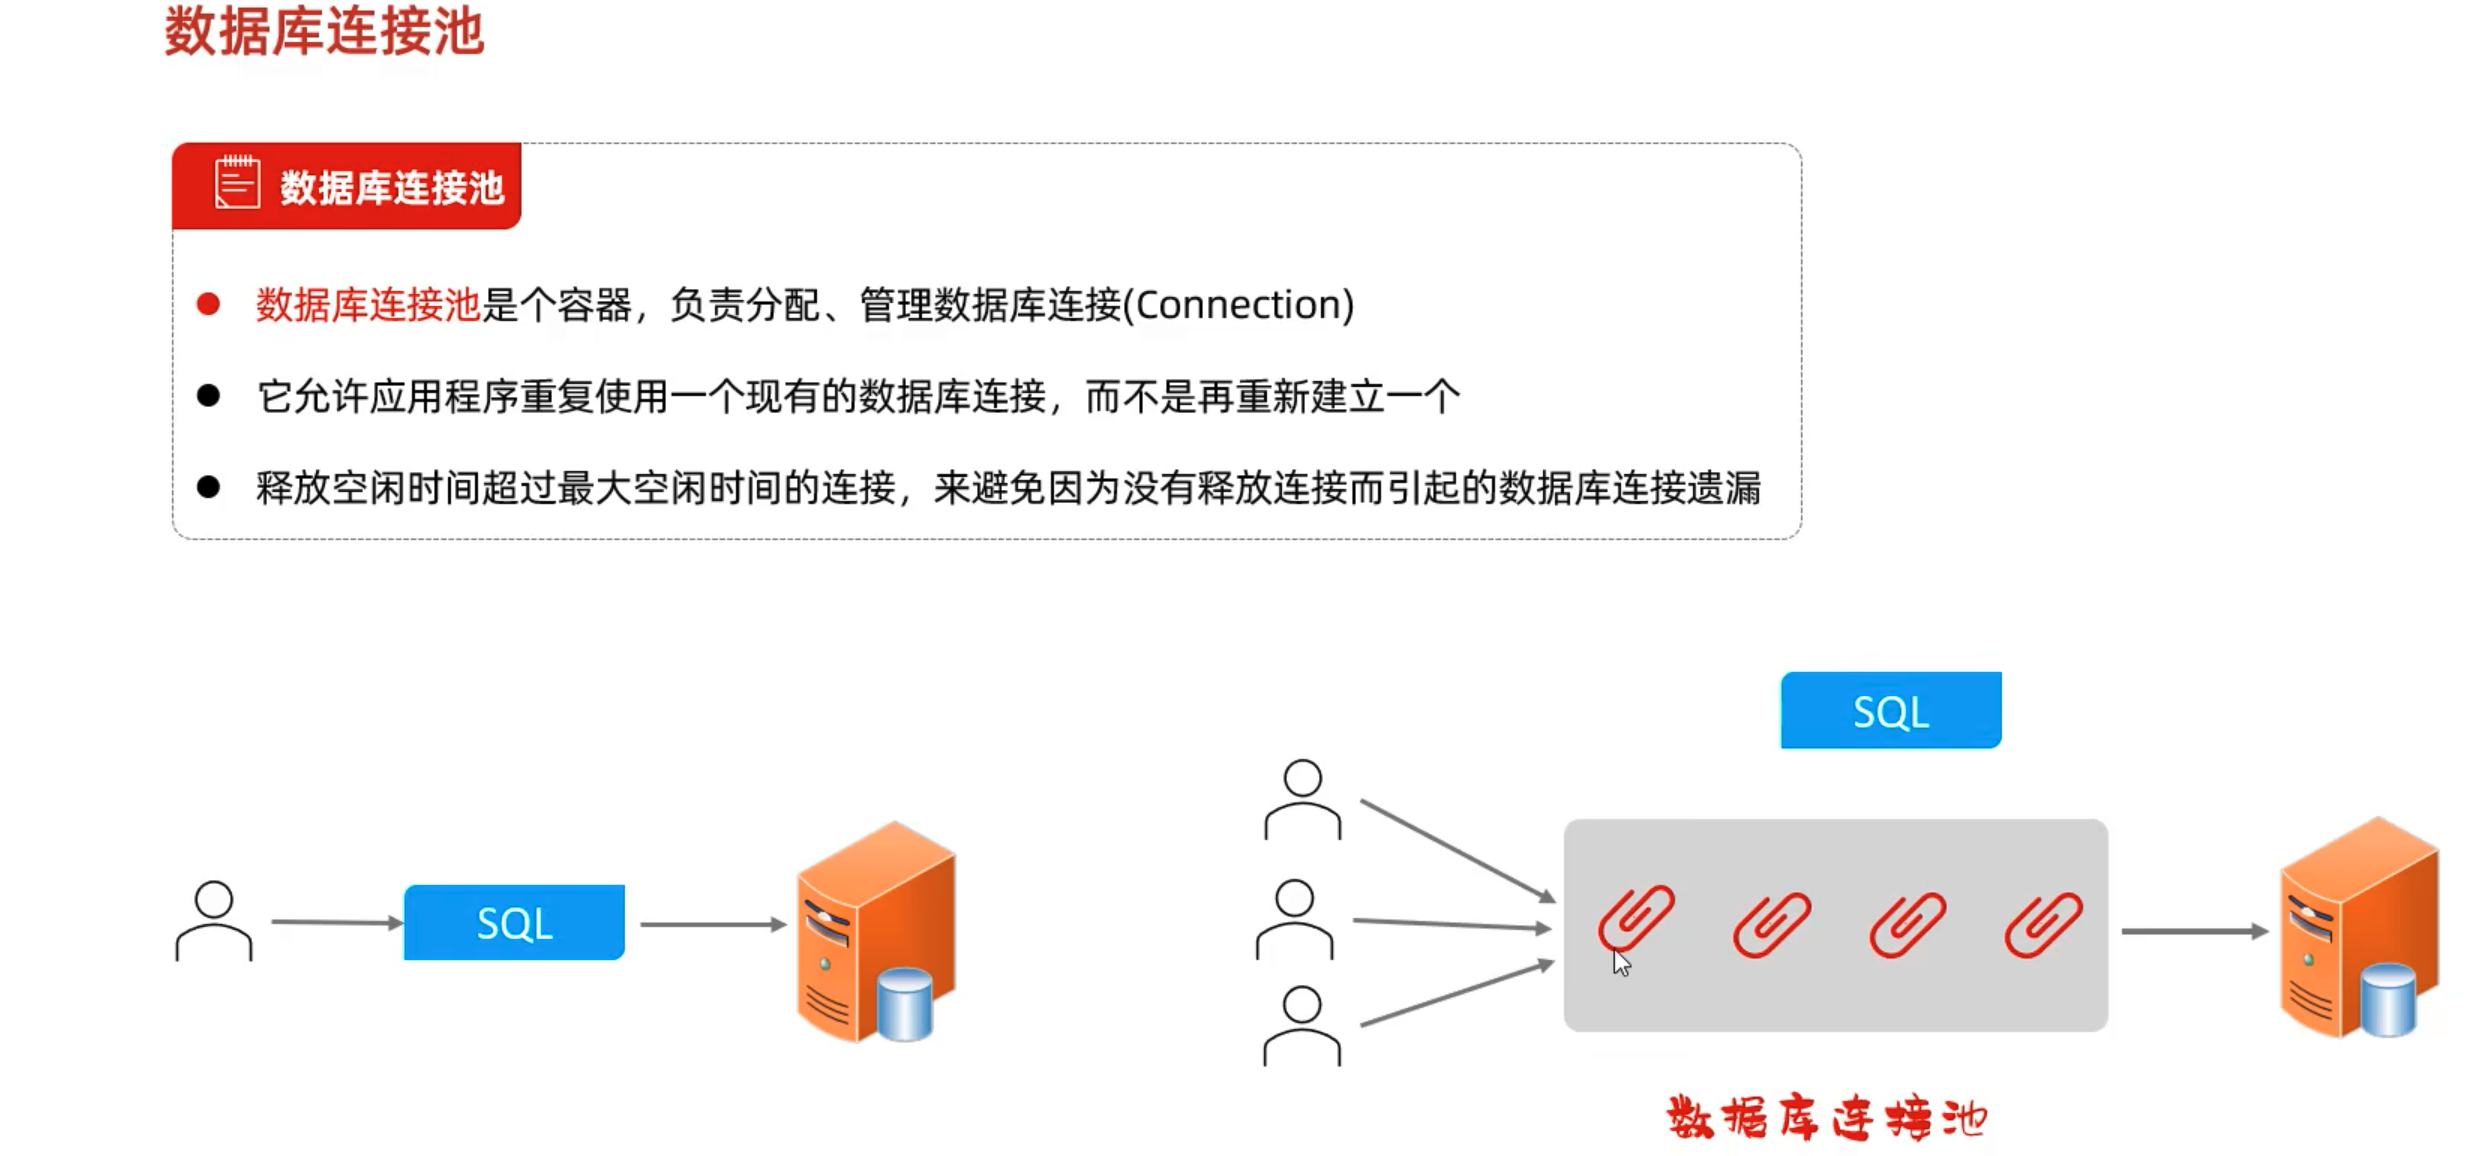 数据库连接池
数据库连接池
数据库连接池是个容器，负责分配、管理数据库连接(Connection)
它允许应用程序重复使用一个现有的数据库连接，而不是再重新建立一个
释放空闲时间超过最大空闲时间的连接，来避免因为没有释放连接而引起的数据库连接遗漏
SQL
SQL
数据库连接池